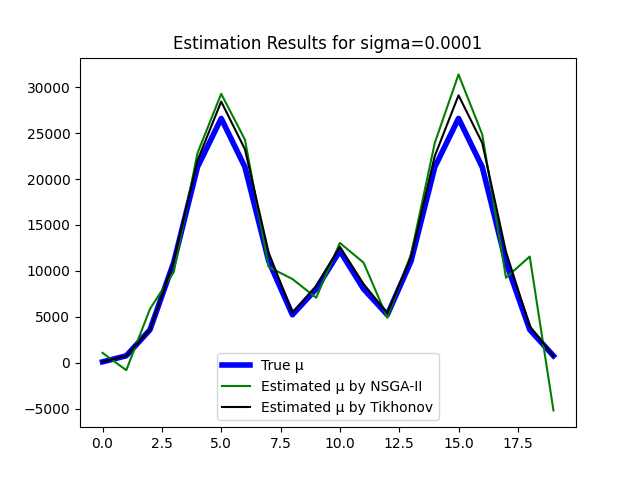 Estimation Results for sigma=0.0001
30000
25000
20000
15000
10000
5000
0
−5000
True μ
Estimated μ by NSGA-II
Estimated μ by Tikhonov
0.0 2.5 5.0 7.5 10.0 12.5 15.0 17.5